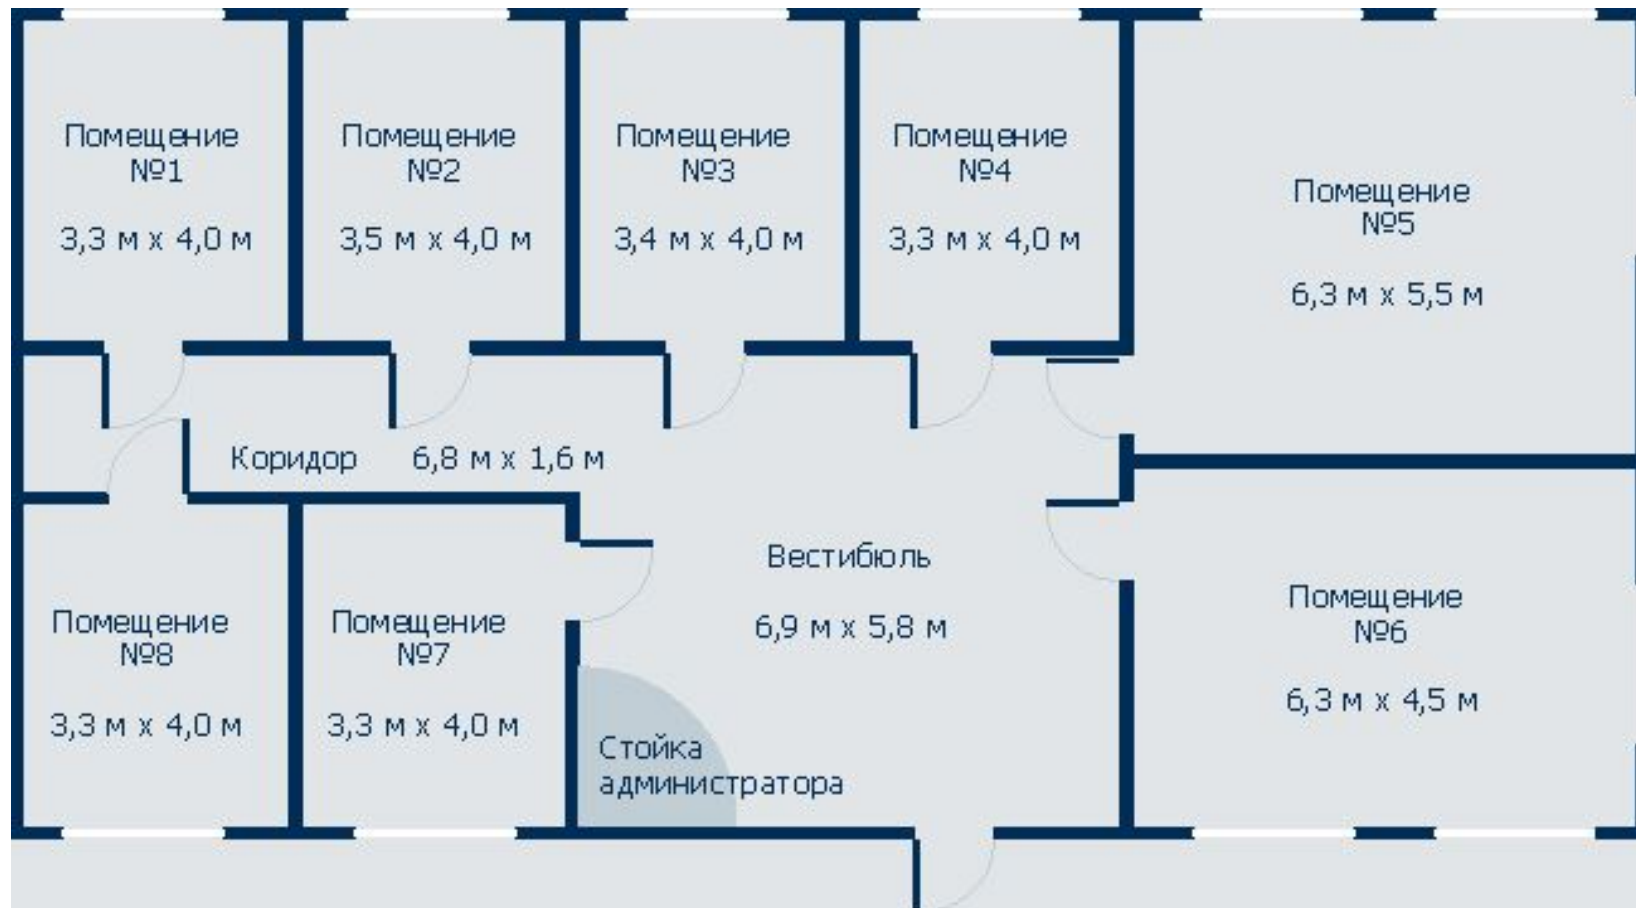 Помещение
№1
3,3 м х 4,0 м
Помещение
№2
3,5 м х 4,0 м
Помещение
№3
3,4 м х 4,0 м
Помещение
№4
3,3 м х 4,0 м
Помещение
№5
6,3 м х 5,5 м
Коридор 6,8 м х 1,6 м
Вестибюль
6,9 м х 5,8 м
Помещение
№6
6,3 м х 4,5 м
Помещение
№8
3,3 м х 4,0 м
Помещение
№7
3,3 м х 4,0 м
Стойка
администратора